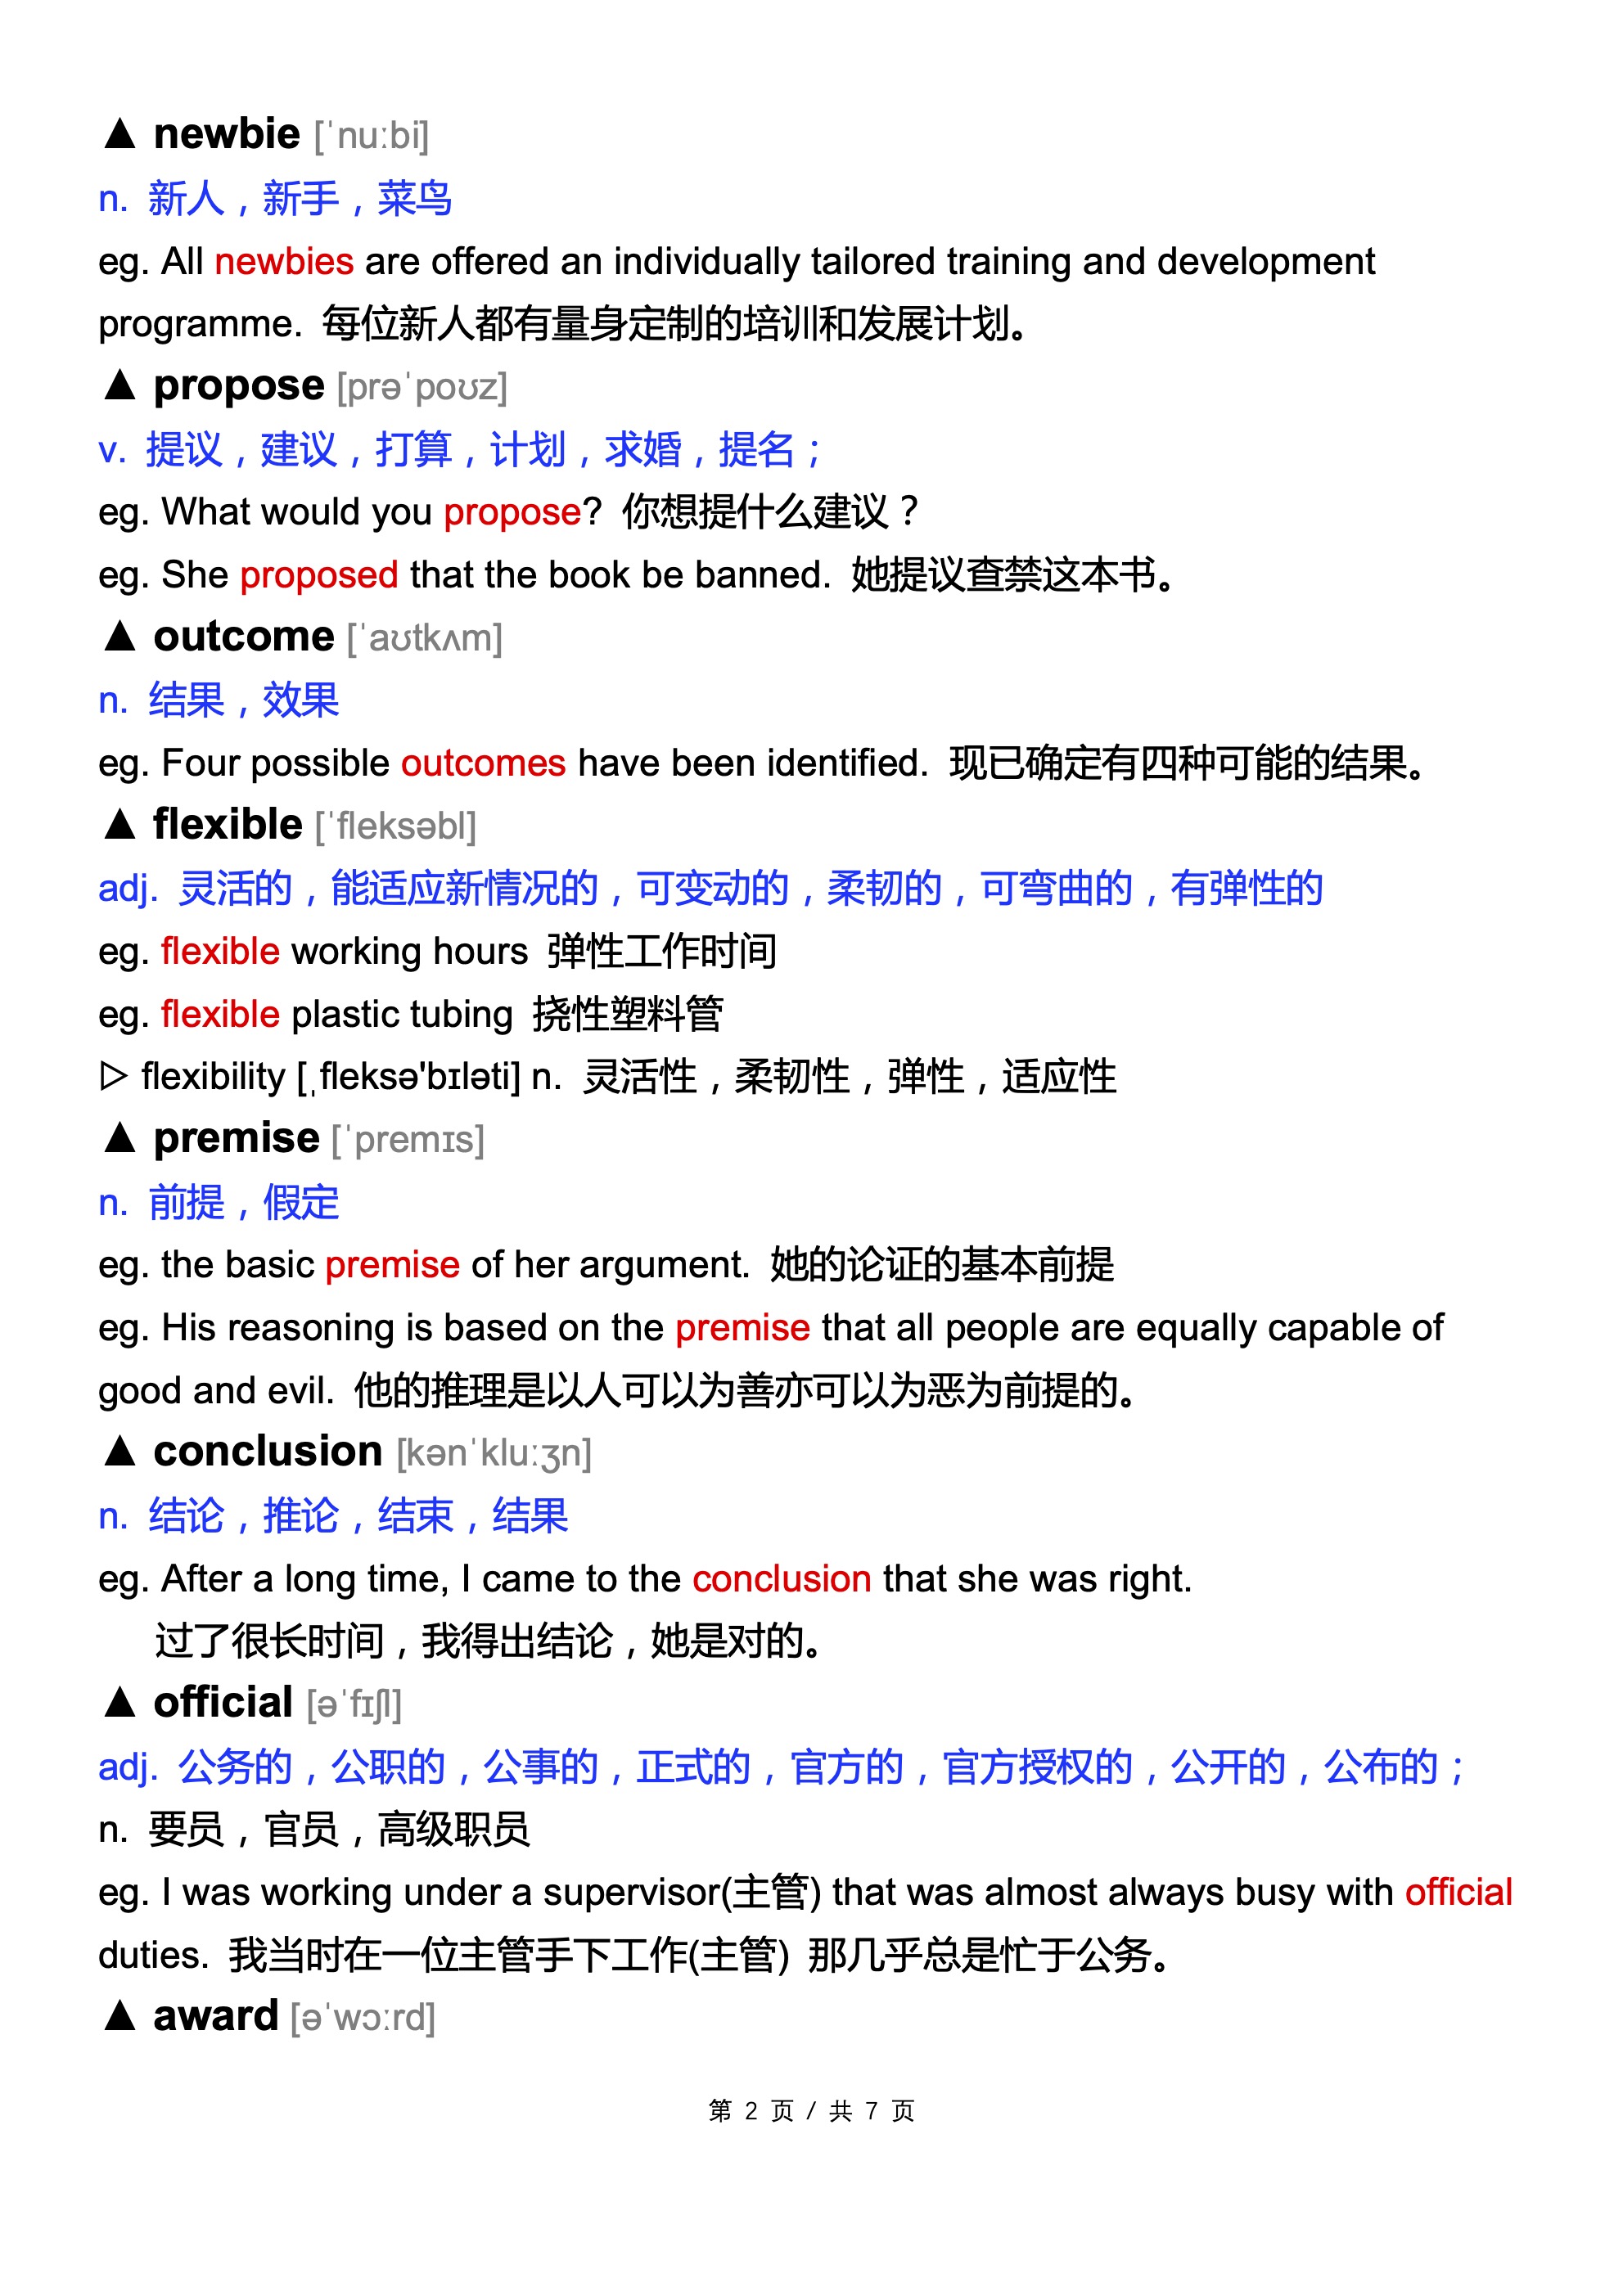 ▲ newbie [ˈnuːbi]
n. 新人，新手，菜鸟
eg. All newbies are offered an individually tailored training and development
programme. 每位新人都有量身定制的培训和发展计划。
▲ propose [prəˈpoʊz]
v. 提议，建议，打算，计划，求婚，提名；
eg. What would you propose? 你想提什么建议？
eg. She proposed that the book be banned. 她提议查禁这本书。
▲ outcome [ˈaʊtkʌm]
n. 结果，效果
eg. Four possible outcomes have been identified. 现已确定有四种可能的结果。
▲ flexible [ˈfleksəbl]
adj. 灵活的，能适应新情况的，可变动的，柔韧的，可弯曲的，有弹性的
eg. flexible working hours 弹性工作时间
eg. flexible plastic tubing 挠性塑料管
▷ flexibility [ˌfleksə'bɪləti] n. 灵活性，柔韧性，弹性，适应性
▲ premise [ˈpremɪs]
n. 前提，假定
eg. the basic premise of her argument. 她的论证的基本前提
eg. His reasoning is based on the premise that all people are equally capable of
good and evil. 他的推理是以人可以为善亦可以为恶为前提的。
▲ conclusion [kənˈkluːʒn]
n. 结论，推论，结束，结果
eg. After a long time, I came to the conclusion that she was right.
过了很长时间，我得出结论，她是对的。
▲ official [əˈfɪʃl]
adj. 公务的，公职的，公事的，正式的，官方的，官方授权的，公开的，公布的；
n. 要员，官员，高级职员
eg. I was working under a supervisor(主管) that was almost always busy with official
duties. 我当时在一位主管手下工作(主管) 那几乎总是忙于公务。
▲ award [əˈwɔːrd]
第 2 页 / 共 7 页